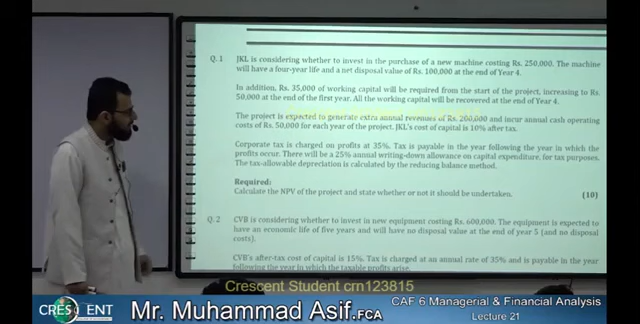 Q.1 JKL is considering whether to invest in the purchase of a new machine costing Rs. 250,000. The machine
will have a four-year life and a net disposal value of Rs. 100,000 at the end of Year 4.
In addition, Rs. 35,000 of working capital will be required from the start of the project, increasing to Rs.
50,000 at the end of the first year. All the working capital will be recovered at the end of Year 4.
The project is expected to generate extra annual revenues of Rs. 200,000 and incur annual cash operating
costs of Rs. 50,000 for each year of the project. JKL's cost of capital is 10% after tax.
Corporate tax is charged on profits at 35%. Tax is payable in the year following the year in which the
profits occur. There will be a 25% annual writing-down allowance on capital expenditure, for tax purposes.
The tax-allowable depreciation is calculated by the reducing balance method.
Required:
Calculate the NPV of the project and state whether or not it should be undertaken. (10)
Q.2 CVB is considering whether to invest in new equipment costing Rs. 600,000. The equipment is expected to
have an economic life of five years and will have no disposal value at the end of year 5 (and no disposal
costs).
CVB's after-tax cost of capital is 15%. Tax is charged at an annual rate of 35% and is payable in the year
following the year in which the taxable profits arise.
Crescent Student crn123815
CRESCENT
Mr. Muhammad Asif.FCA
CAF 6 Managerial & Financial Analysis
Lecture 21